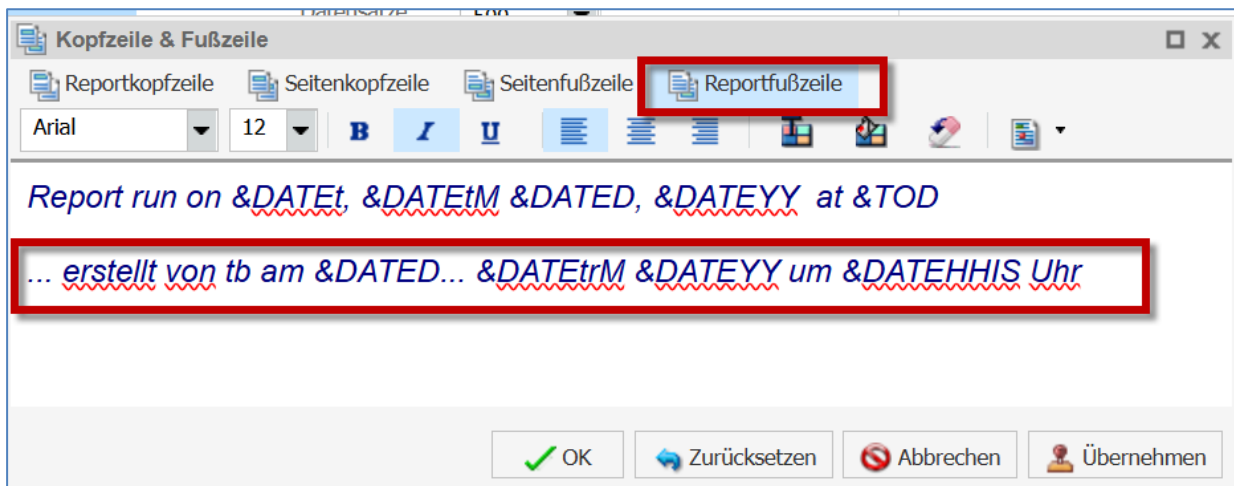 Kopfzeile & Fußzeile
Reportkopfzeile Seitenkopfzeile Seitenfußzeile Reportfußzeile
Arial 12 B I U
Report run on &DATEt, &DATEtM &DATED, &DATEYY at &TOD
... erstellt von tb am &DATED... &DATEtrM &DATEYY um &DATEHHIS Uhr
OK Zurücksetzen Abbrechen Übernehmen